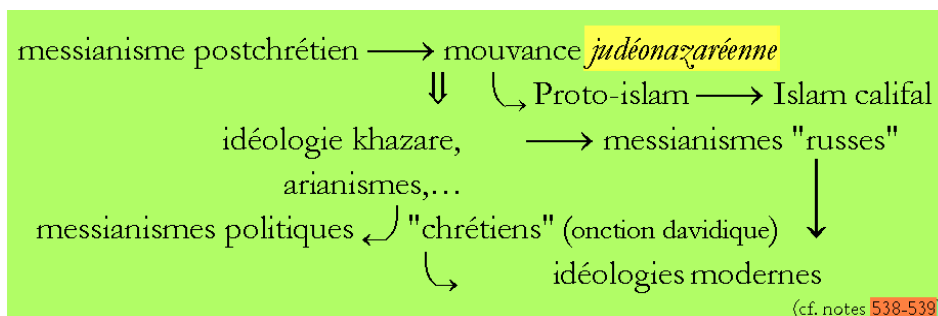 messianisme postchrétien ⟶ mouvance judéonazaréenne
⇓ Proto-islam ⟶ Islam califal
idéologie khazare, ⟶ messianismes "russes"
arianismes,…
messianismes politiques "chrétiens" (onction davidique)
idéologies modernes
(cf. notes 538-539)